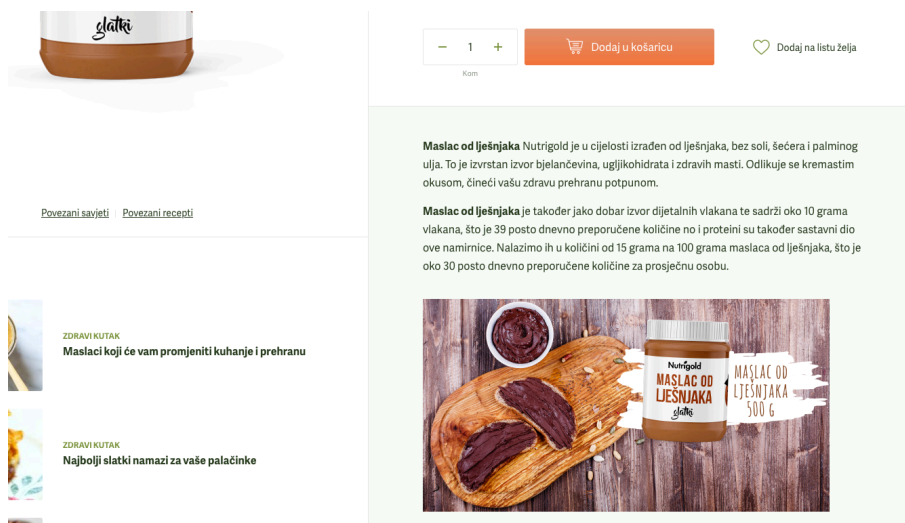 glatki
− 1 +
Dodaj u košaricu
Dodaj na listu želja
Kom
Povezani savjeti | Povezani recepti
ZDRAVI KUTAK
Maslaci koji će vam promjeniti kuhanje i prehranu
ZDRAVI KUTAK
Najbolji slatki namazi za vaše palačinke
Maslac od lješnjaka Nutrigold je u cijelosti izrađen od lješnjaka, bez soli, šećera i palminog
ulja. To je izvrstan izvor bjelančevina, ugljikohidrata i zdravih masti. Odlikuje se kremastim
okusom, čineći vašu zdravu prehranu potpunom.
Maslac od lješnjaka je također jako dobar izvor dijetalnih vlakana te sadrži oko 10 grama
vlakana, što je 39 posto dnevno preporučene količine no i proteini su također sastavni dio
ove namirnice. Nalazimo ih u količini od 15 grama na 100 grama maslaca od lješnjaka, što je
oko 30 posto dnevno preporučene količine za prosječnu osobu.
Nutrigold
MASLAC OD
LJEŠNJAKA
glatki
MASLAC OD
LJEŠNJAKA
500 g